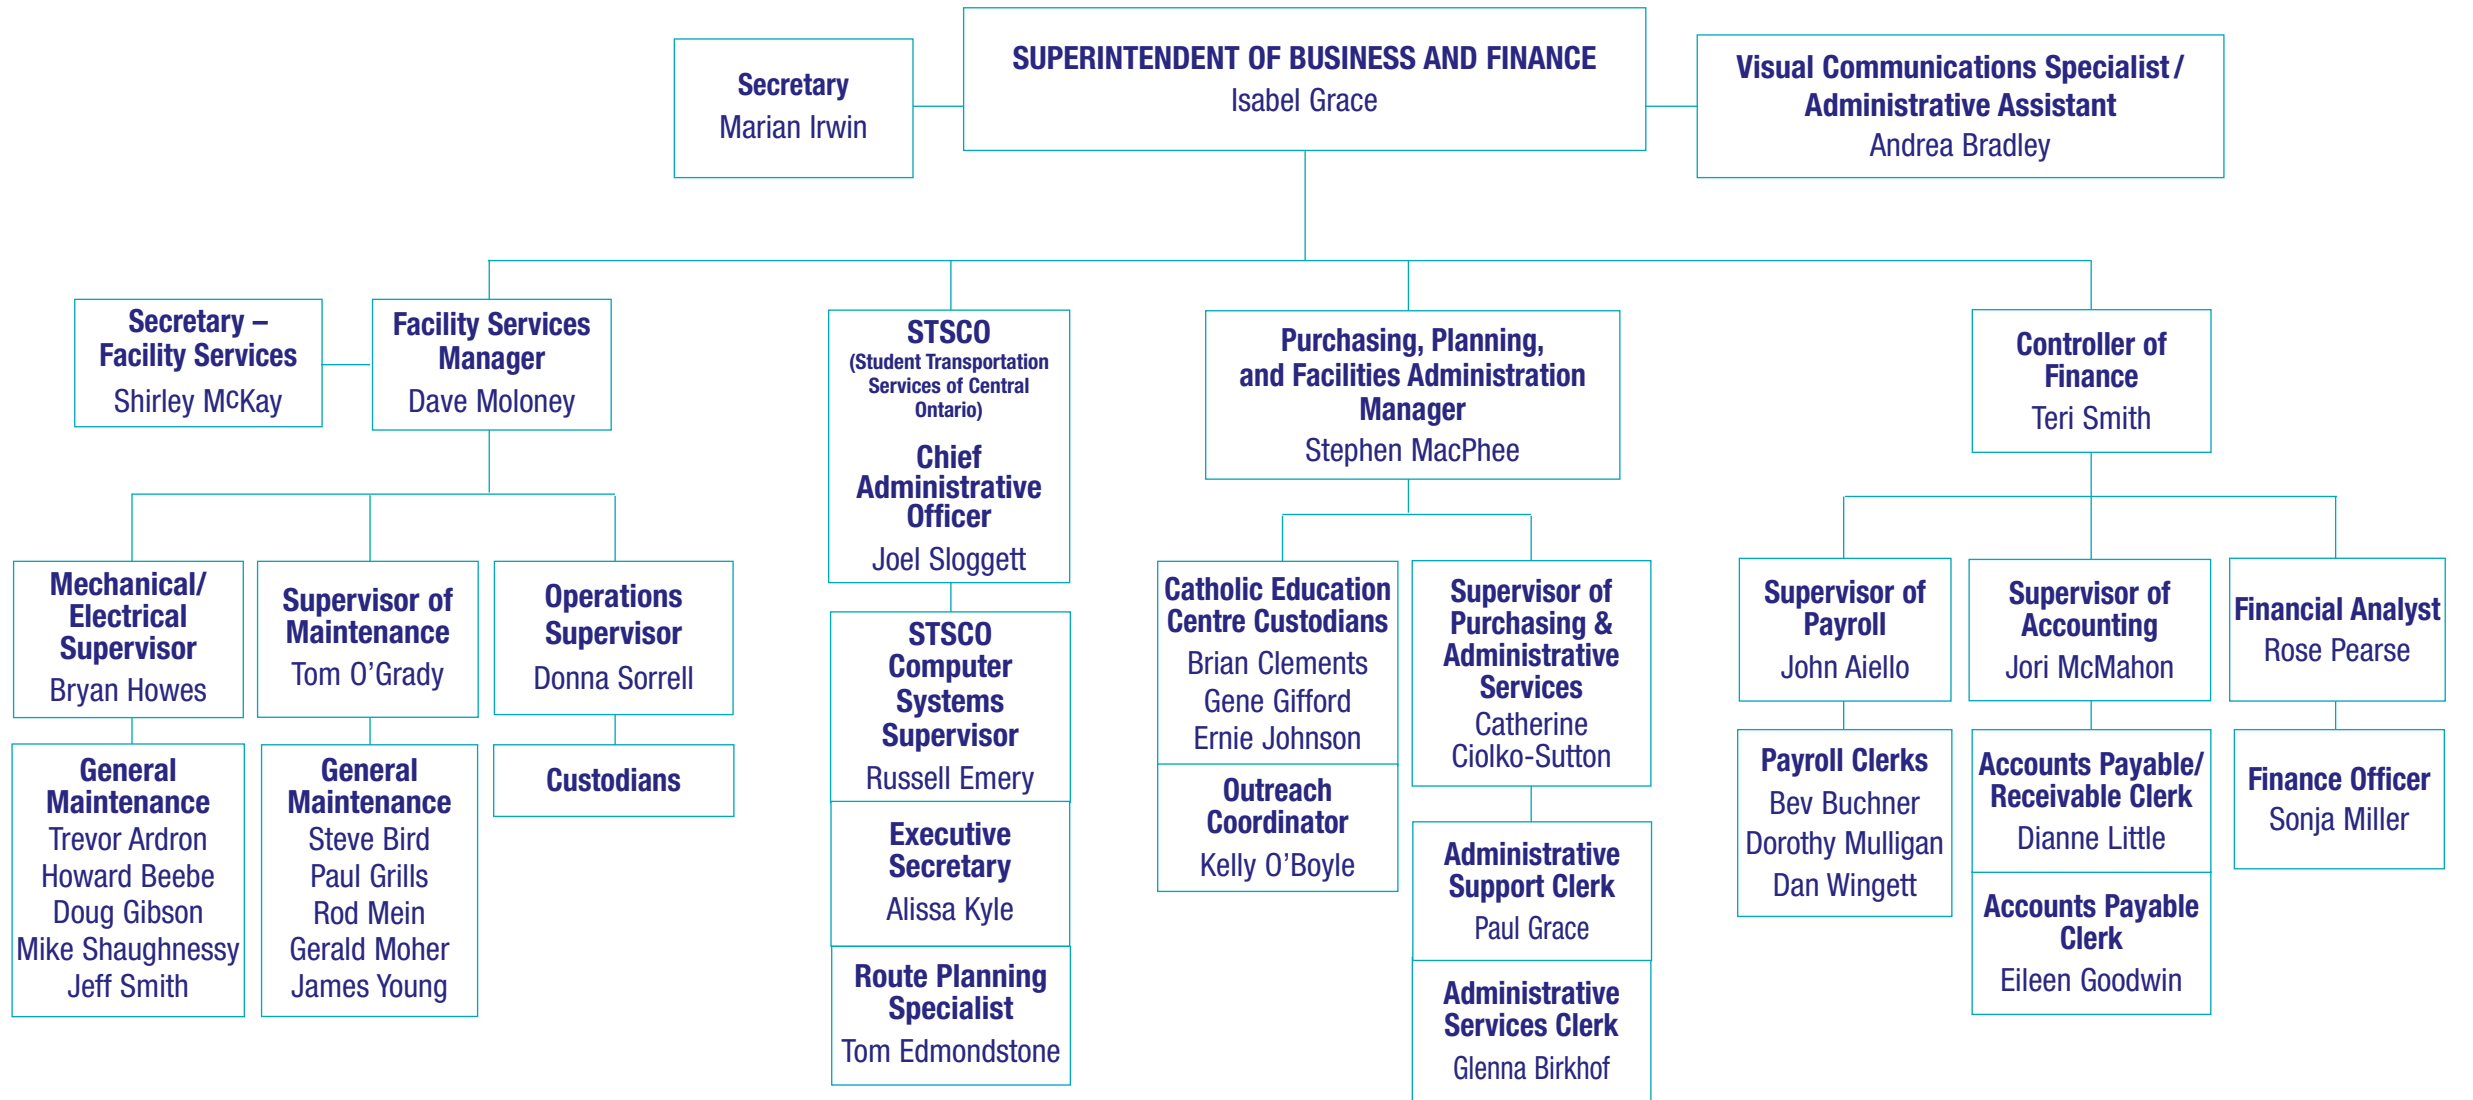 SUPERINTENDENT OF BUSINESS AND FINANCE
Isabel Grace
Secretary
Marian Irwin
Visual Communications Specialist /
Administrative Assistant
Andrea Bradley
Secretary –
Facility Services
Shirley McKay
Facility Services
Manager
Dave Moloney
STSCO
(Student Transportation
Services of Central
Ontario)
Chief
Administrative
Officer
Joel Sloggett
Purchasing, Planning,
and Facilities Administration
Manager
Stephen MacPhee
Controller of
Finance
Teri Smith
Mechanical/
Electrical
Supervisor
Bryan Howes
General
Maintenance
Trevor Ardron
Howard Beebe
Doug Gibson
Mike Shaughnessy
Jeff Smith
Supervisor of
Maintenance
Tom O'Grady
General
Maintenance
Steve Bird
Paul Grills
Rod Mein
Gerald Moher
James Young
Operations
Supervisor
Donna Sorrell
Custodians
STSCO
Computer
Systems
Supervisor
Russell Emery
Executive
Secretary
Alissa Kyle
Route Planning
Specialist
Tom Edmondstone
Catholic Education
Centre Custodians
Brian Clements
Gene Gifford
Ernie Johnson
Outreach
Coordinator
Kelly O'Boyle
Supervisor of
Purchasing &
Administrative
Services
Catherine
Ciolko-Sutton
Administrative
Support Clerk
Paul Grace
Administrative
Services Clerk
Glenna Birkhof
Supervisor of
Payroll
John Aiello
Payroll Clerks
Bev Buchner
Dorothy Mulligan
Dan Wingett
Supervisor of
Accounting
Jori McMahon
Accounts Payable/
Receivable Clerk
Dianne Little
Accounts Payable
Clerk
Eileen Goodwin
Financial Analyst
Rose Pearse
Finance Officer
Sonja Miller